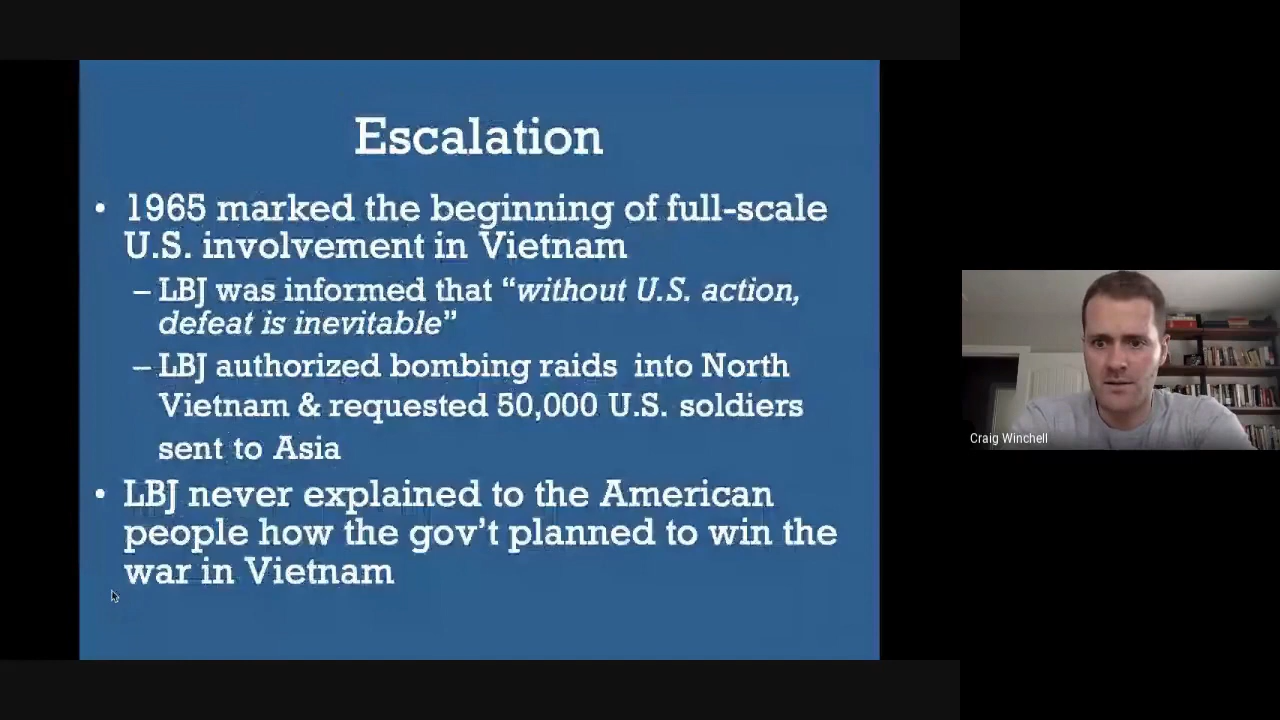 Escalation
• 1965 marked the beginning of full-scale
U.S. involvement in Vietnam
– LBJ was informed that “without U.S. action,
defeat is inevitable”
– LBJ authorized bombing raids into North
Vietnam & requested 50,000 U.S. soldiers
sent to Asia
• LBJ never explained to the American
people how the gov’t planned to win the
war in Vietnam
Craig Winchell